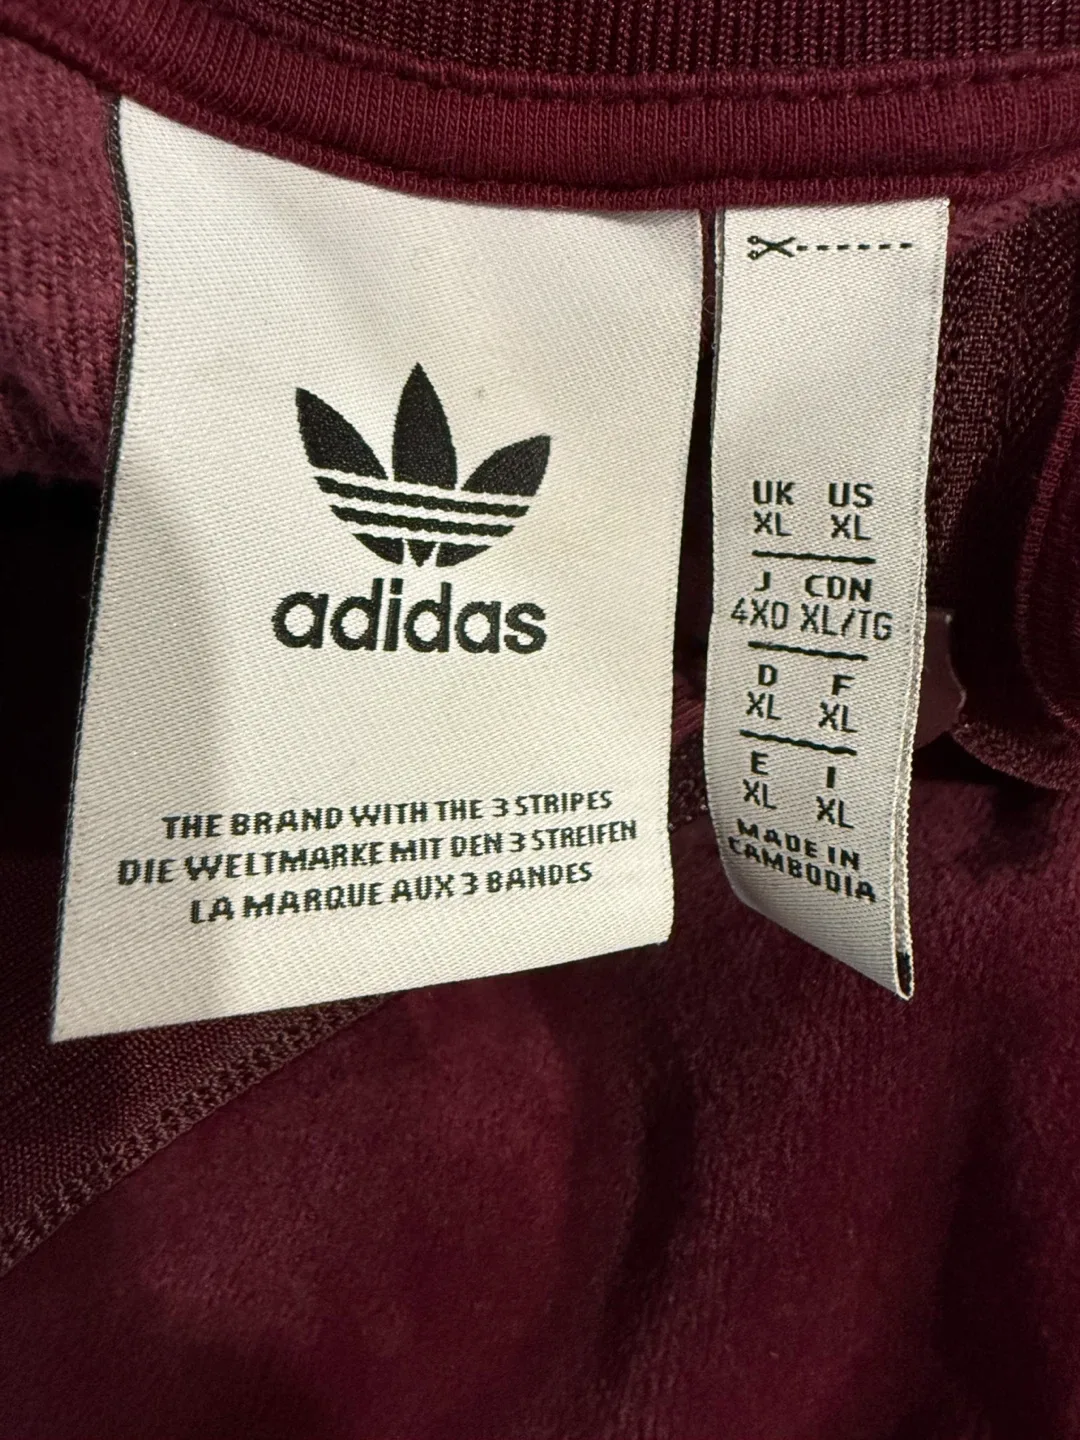 adidas
THE BRAND WITH THE 3 STRIPES
DIE WELTMARKE MIT DEN 3 STREIFEN
LA MARQUE AUX 3 BANDES
UK US
XL XL
J CDN
4XO XL/TG
D F
XL XL
E I
XL XL
MADE IN
CAMBODIA